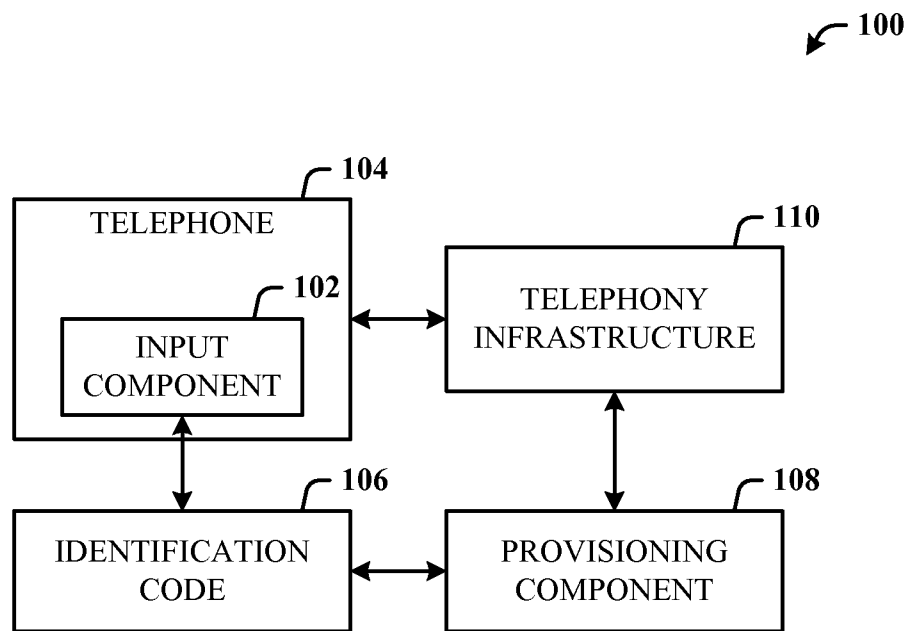 100
104
TELEPHONE
110
102
TELEPHONY
INFRASTRUCTURE
INPUT
COMPONENT
106
108
IDENTIFICATION
CODE
PROVISIONING
COMPONENT